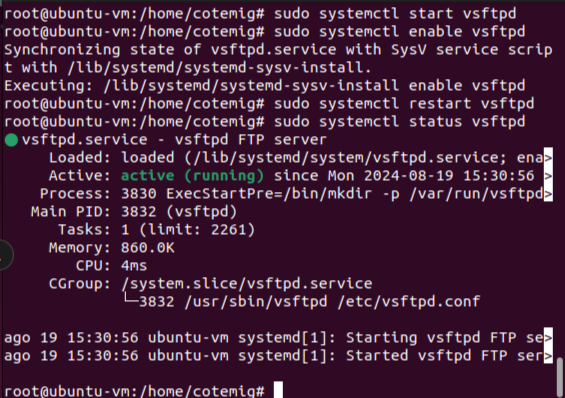 root@ubuntu-vm:/home/cotemig# sudo systemctl start vsftpd
root@ubuntu-vm:/home/cotemig# sudo systemctl enable vsftpd
Synchronizing state of vsftpd.service with SysV service scrip
t with /lib/systemd/systemd-sysv-install.
Executing: /lib/systemd/systemd-sysv-install enable vsftpd
root@ubuntu-vm:/home/cotemig# sudo systemctl restart vsftpd
root@ubuntu-vm:/home/cotemig# sudo systemctl status vsftpd
● vsftpd.service - vsftpd FTP server
Loaded: loaded (/lib/systemd/system/vsftpd.service; ena>
Active: active (running) since Mon 2024-08-19 15:30:56 >
Process: 3830 ExecStartPre=/bin/mkdir -p /var/run/vsftpd>
Main PID: 3832 (vsftpd)
Tasks: 1 (limit: 2261)
Memory: 860.0K
CPU: 4ms
CGroup: /system.slice/vsftpd.service
└─3832 /usr/sbin/vsftpd /etc/vsftpd.conf
ago 19 15:30:56 ubuntu-vm systemd[1]: Starting vsftpd FTP se>
ago 19 15:30:56 ubuntu-vm systemd[1]: Started vsftpd FTP ser>
root@ubuntu-vm:/home/cotemig#